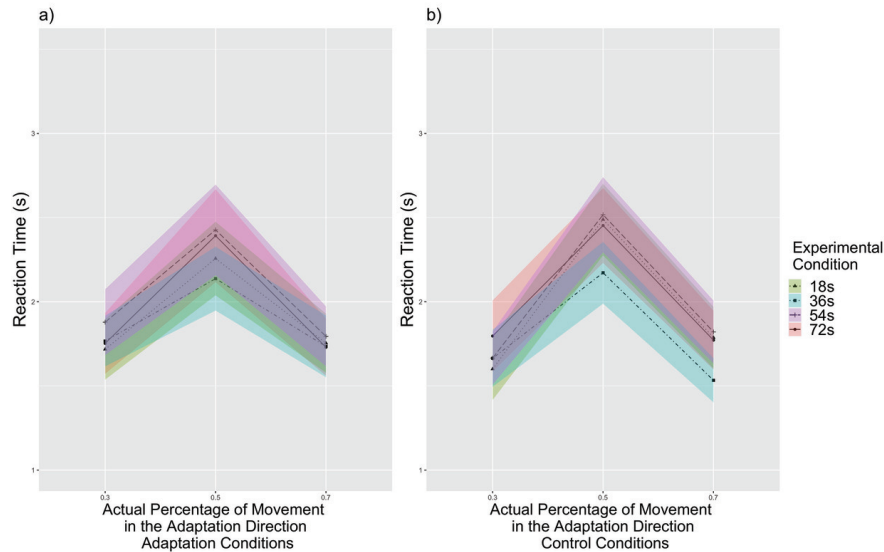 a)
b)
Reaction Time (s)
3
2
1
0.3
0.5
0.7
Actual Percentage of Movement
in the Adaptation Direction
Adaptation Conditions
Reaction Time (s)
3
2
1
0.3
0.5
0.7
Actual Percentage of Movement
in the Adaptation Direction
Control Conditions
Experimental
Condition
18s
36s
54s
72s